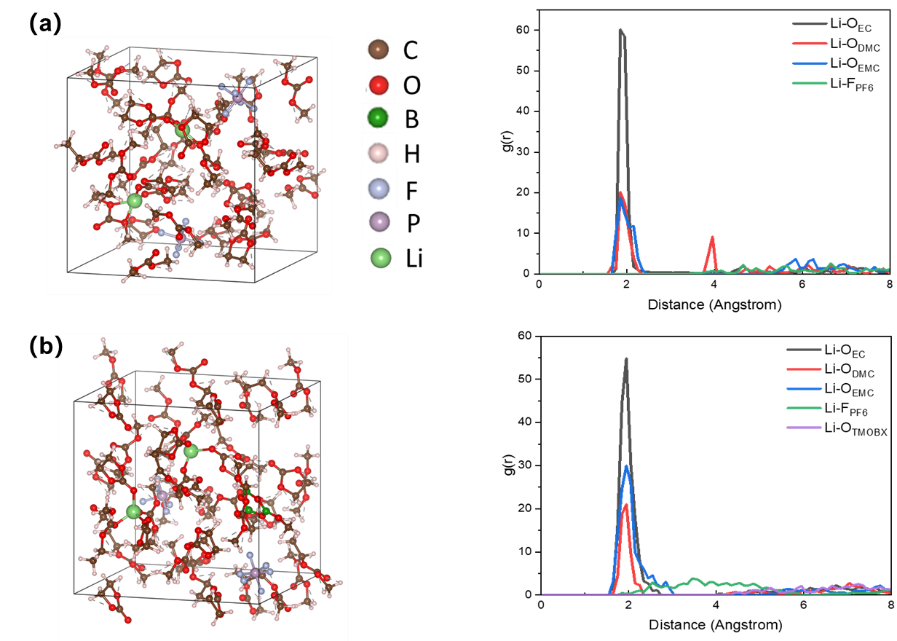 (a)
C
O
B
H
F
P
Li
60
50
40
30
20
10
0
g(r)
0 2 4 6 8
Distance (Angstrom)
Li-OEC
Li-ODMC
Li-OEMC
Li-FPF6
(b)
60
50
40
30
20
10
0
g(r)
0 2 4 6 8
Distance (Angstrom)
Li-OEC
Li-ODMC
Li-OEMC
Li-FPF6
Li-OTMOBX